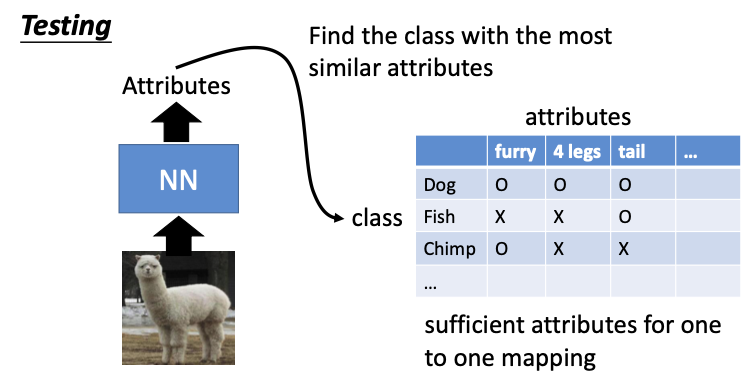 Testing
Find the class with the most
similar attributes
Attributes
NN
class
attributes
furry 4 legs tail ...
Dog O O O
Fish X X O
Chimp O X X
...
sufficient attributes for one
to one mapping